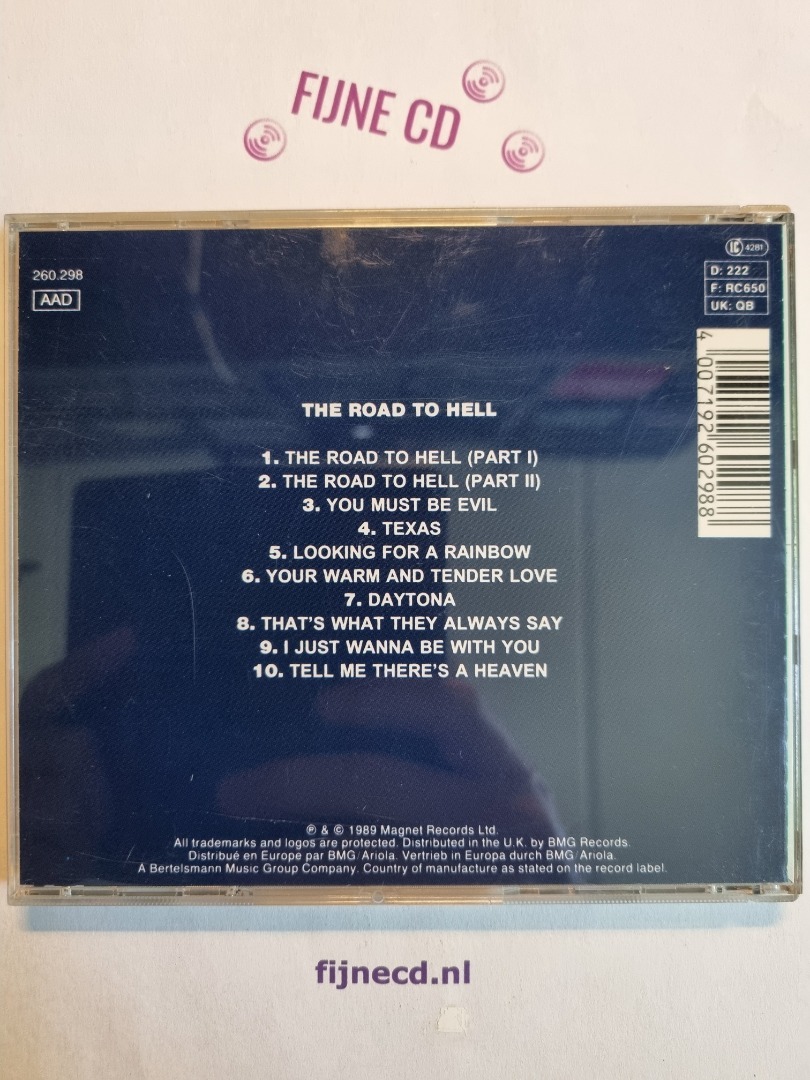 FIJNE CD
260.298
AAD
LC 4281
D: 222
F: RC650
UK: QB
4 007192 602988
THE ROAD TO HELL
1. THE ROAD TO HELL (PART I)
2. THE ROAD TO HELL (PART II)
3. YOU MUST BE EVIL
4. TEXAS
5. LOOKING FOR A RAINBOW
6. YOUR WARM AND TENDER LOVE
7. DAYTONA
8. THAT'S WHAT THEY ALWAYS SAY
9. I JUST WANNA BE WITH YOU
10. TELL ME THERE'S A HEAVEN
℗ & © 1989 Magnet Records Ltd.
All trademarks and logos are protected. Distributed in the U.K. by BMG Records.
Distribué en Europe par BMG/Ariola. Vertrieb in Europa durch BMG/Ariola.
A Bertelsmann Music Group Company. Country of manufacture as stated on the record label.
fijnecd.nl